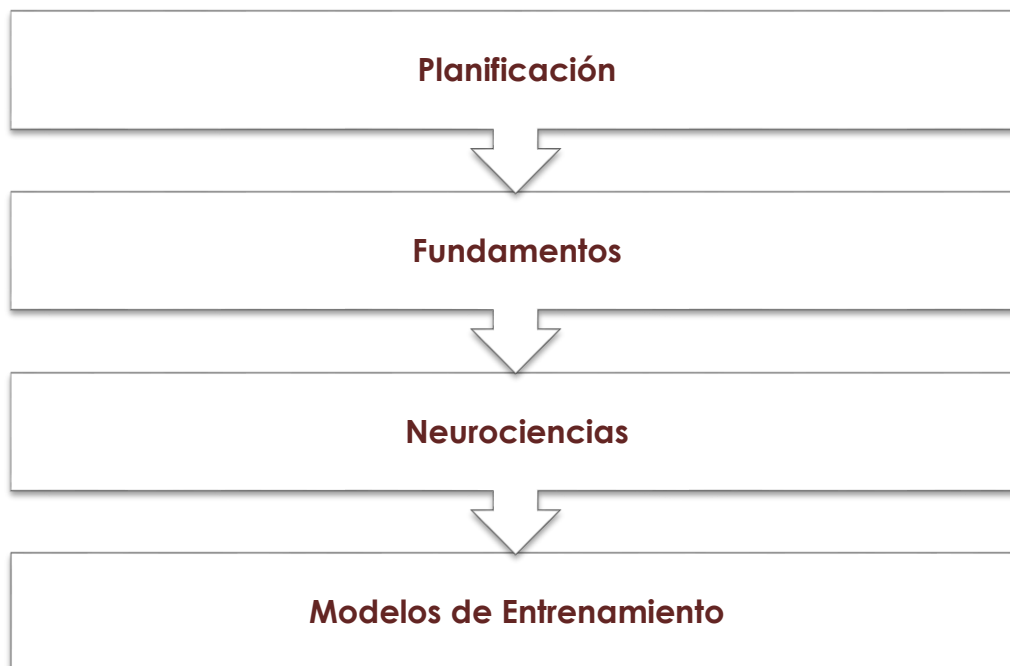 Planificación
Fundamentos
Neurociencias
Modelos de Entrenamiento